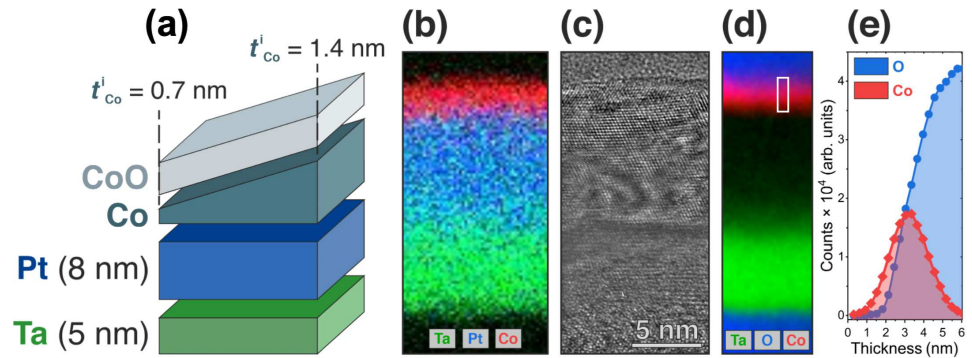 (a)
t^i_Co = 1.4 nm
t^i_Co = 0.7 nm
CoO
Co
Pt (8 nm)
Ta (5 nm)
(b)
Ta Pt Co
(c)
5 nm
(d)
Ta O Co
(e)
O
Co
Counts × 10^4 (arb. units)
4
3
2
1
0
0 1 2 3 4 5 6
Thickness (nm)